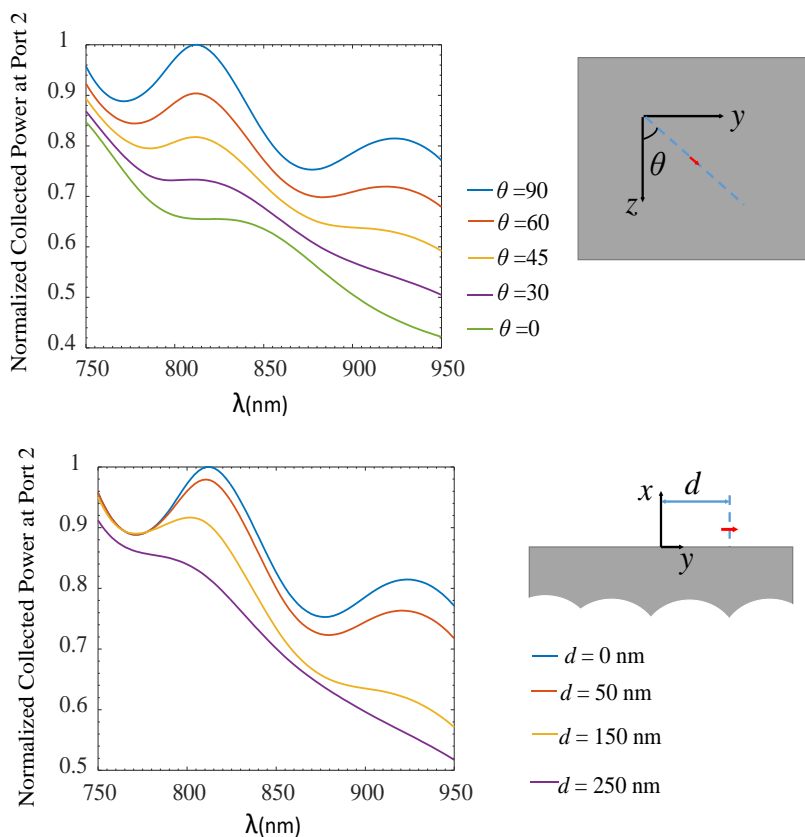 Normalized Collected Power at Port 2
1
0.9
0.8
0.7
0.6
0.5
0.4
750 800 850 900 950
λ(nm)
θ =90
θ =60
θ =45
θ =30
θ =0
y
θ
z
Normalized Collected Power at Port 2
1
0.9
0.8
0.7
0.6
0.5
750 800 850 900 950
λ(nm)
d
x
y
d = 0 nm
d = 50 nm
d = 150 nm
d = 250 nm